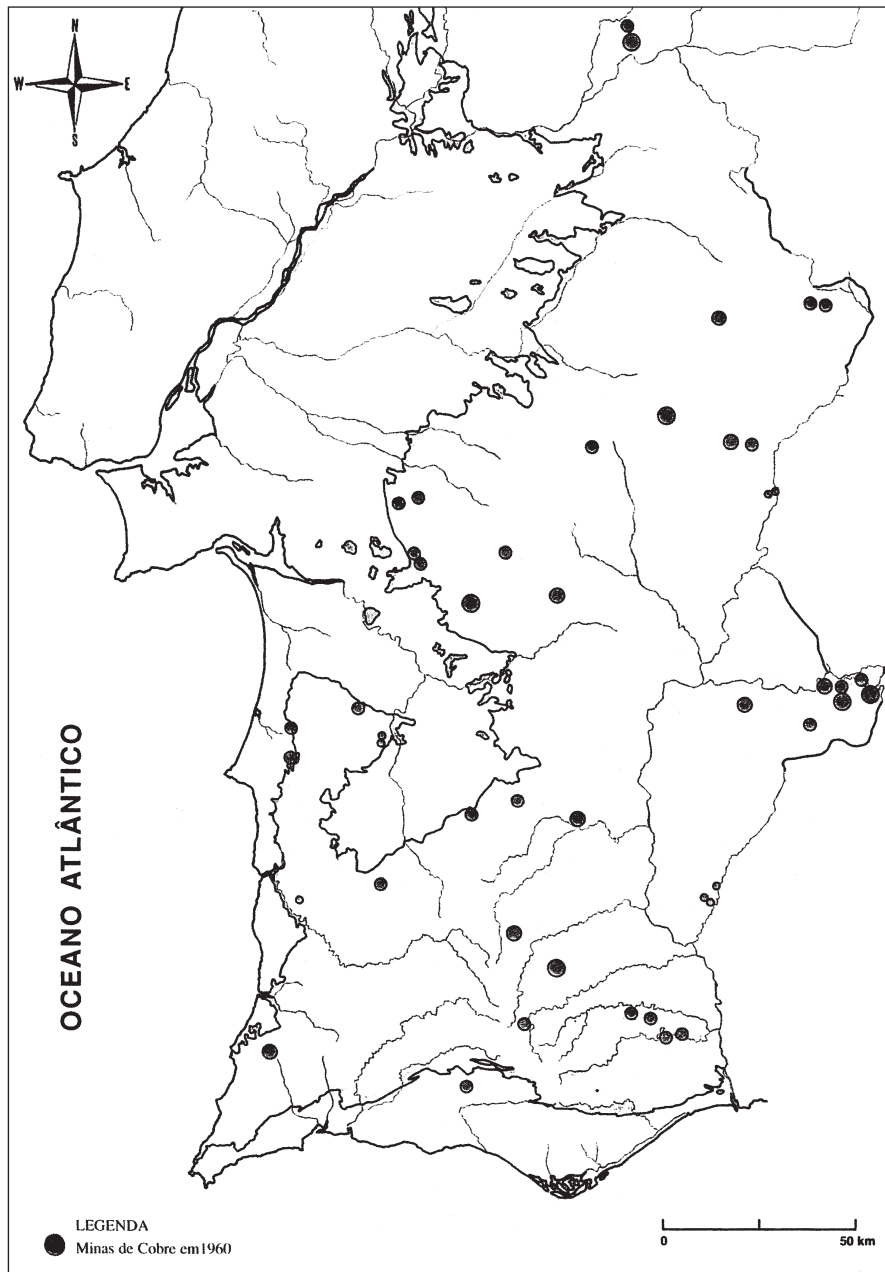 N
W E
S
OCEANO ATLÂNTICO
LEGENDA
Minas de Cobre em1960
0 50 km